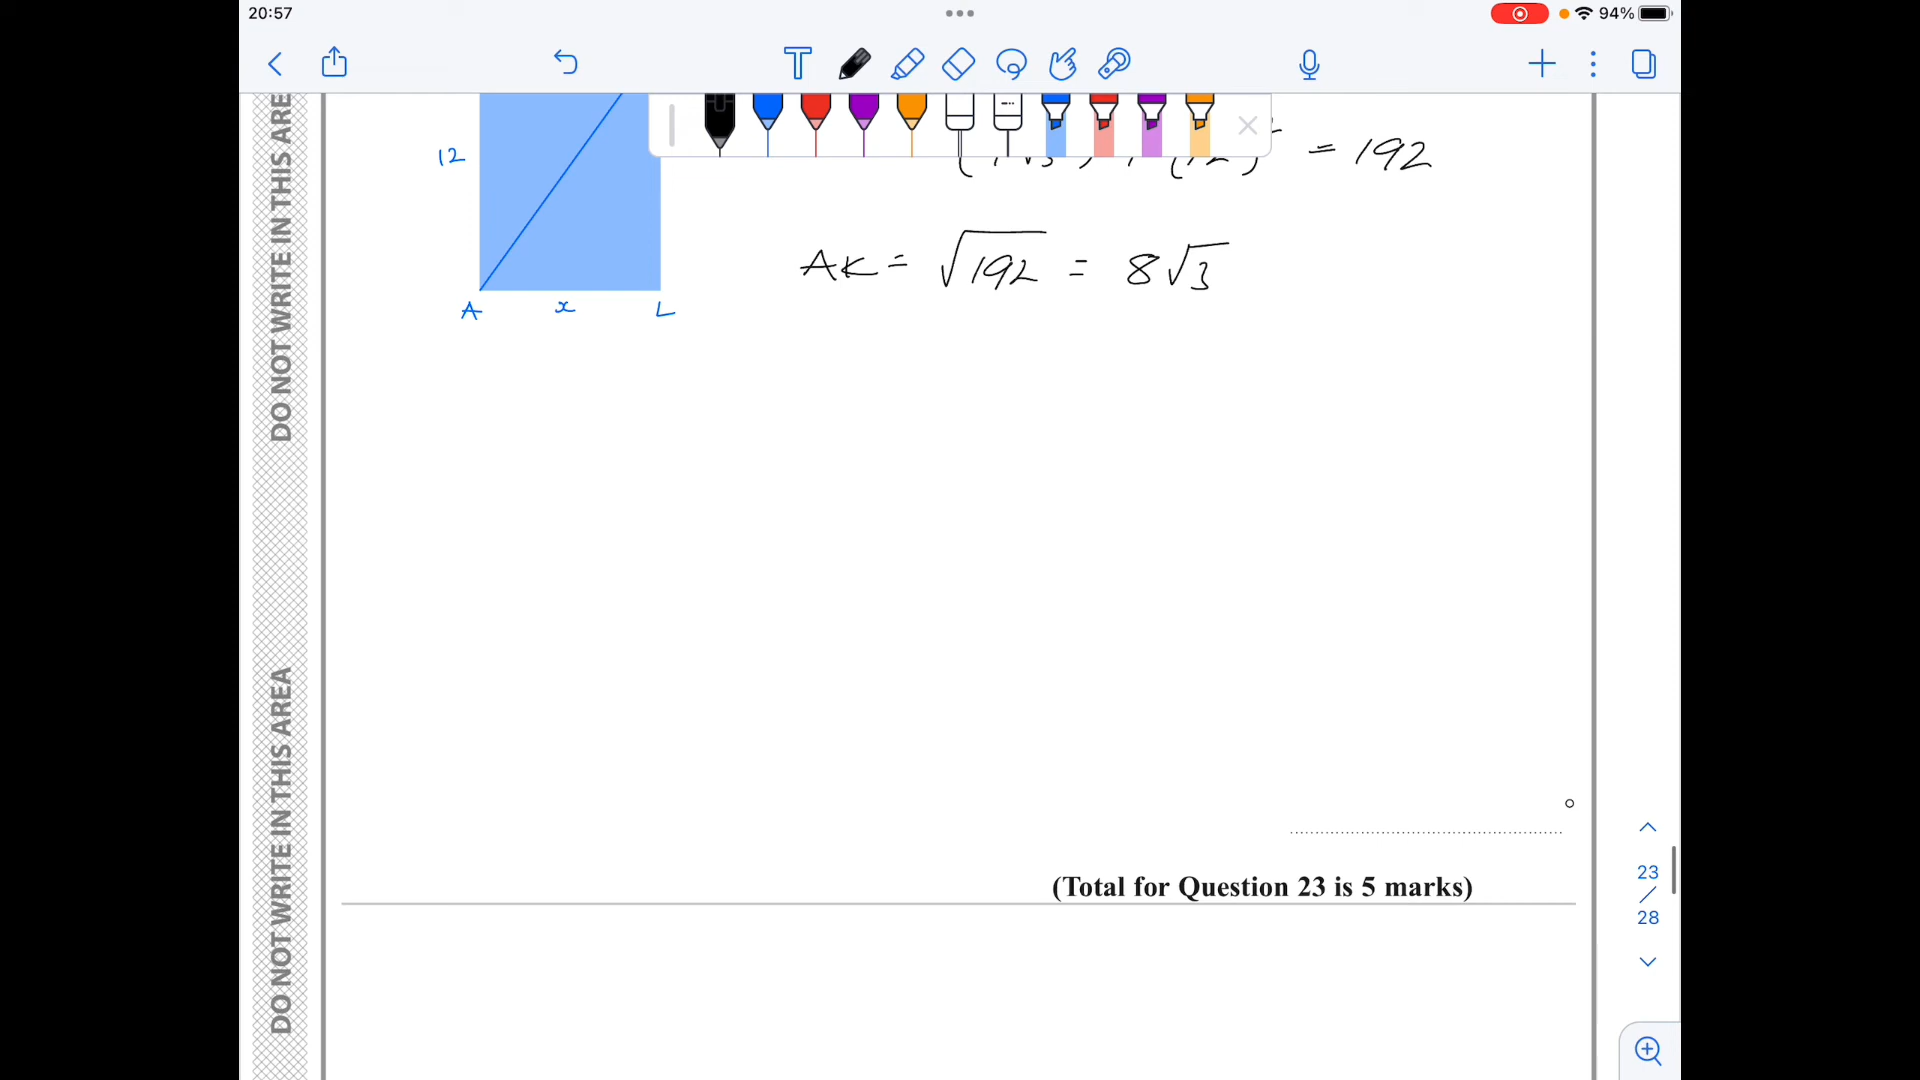 20:57
94%
12
= 192
AK = √192 = 8√3
A x L
DO NOT WRITE IN THIS ARE
DO NOT WRITE IN THIS AREA
°
(Total for Question 23 is 5 marks)
23
/
28